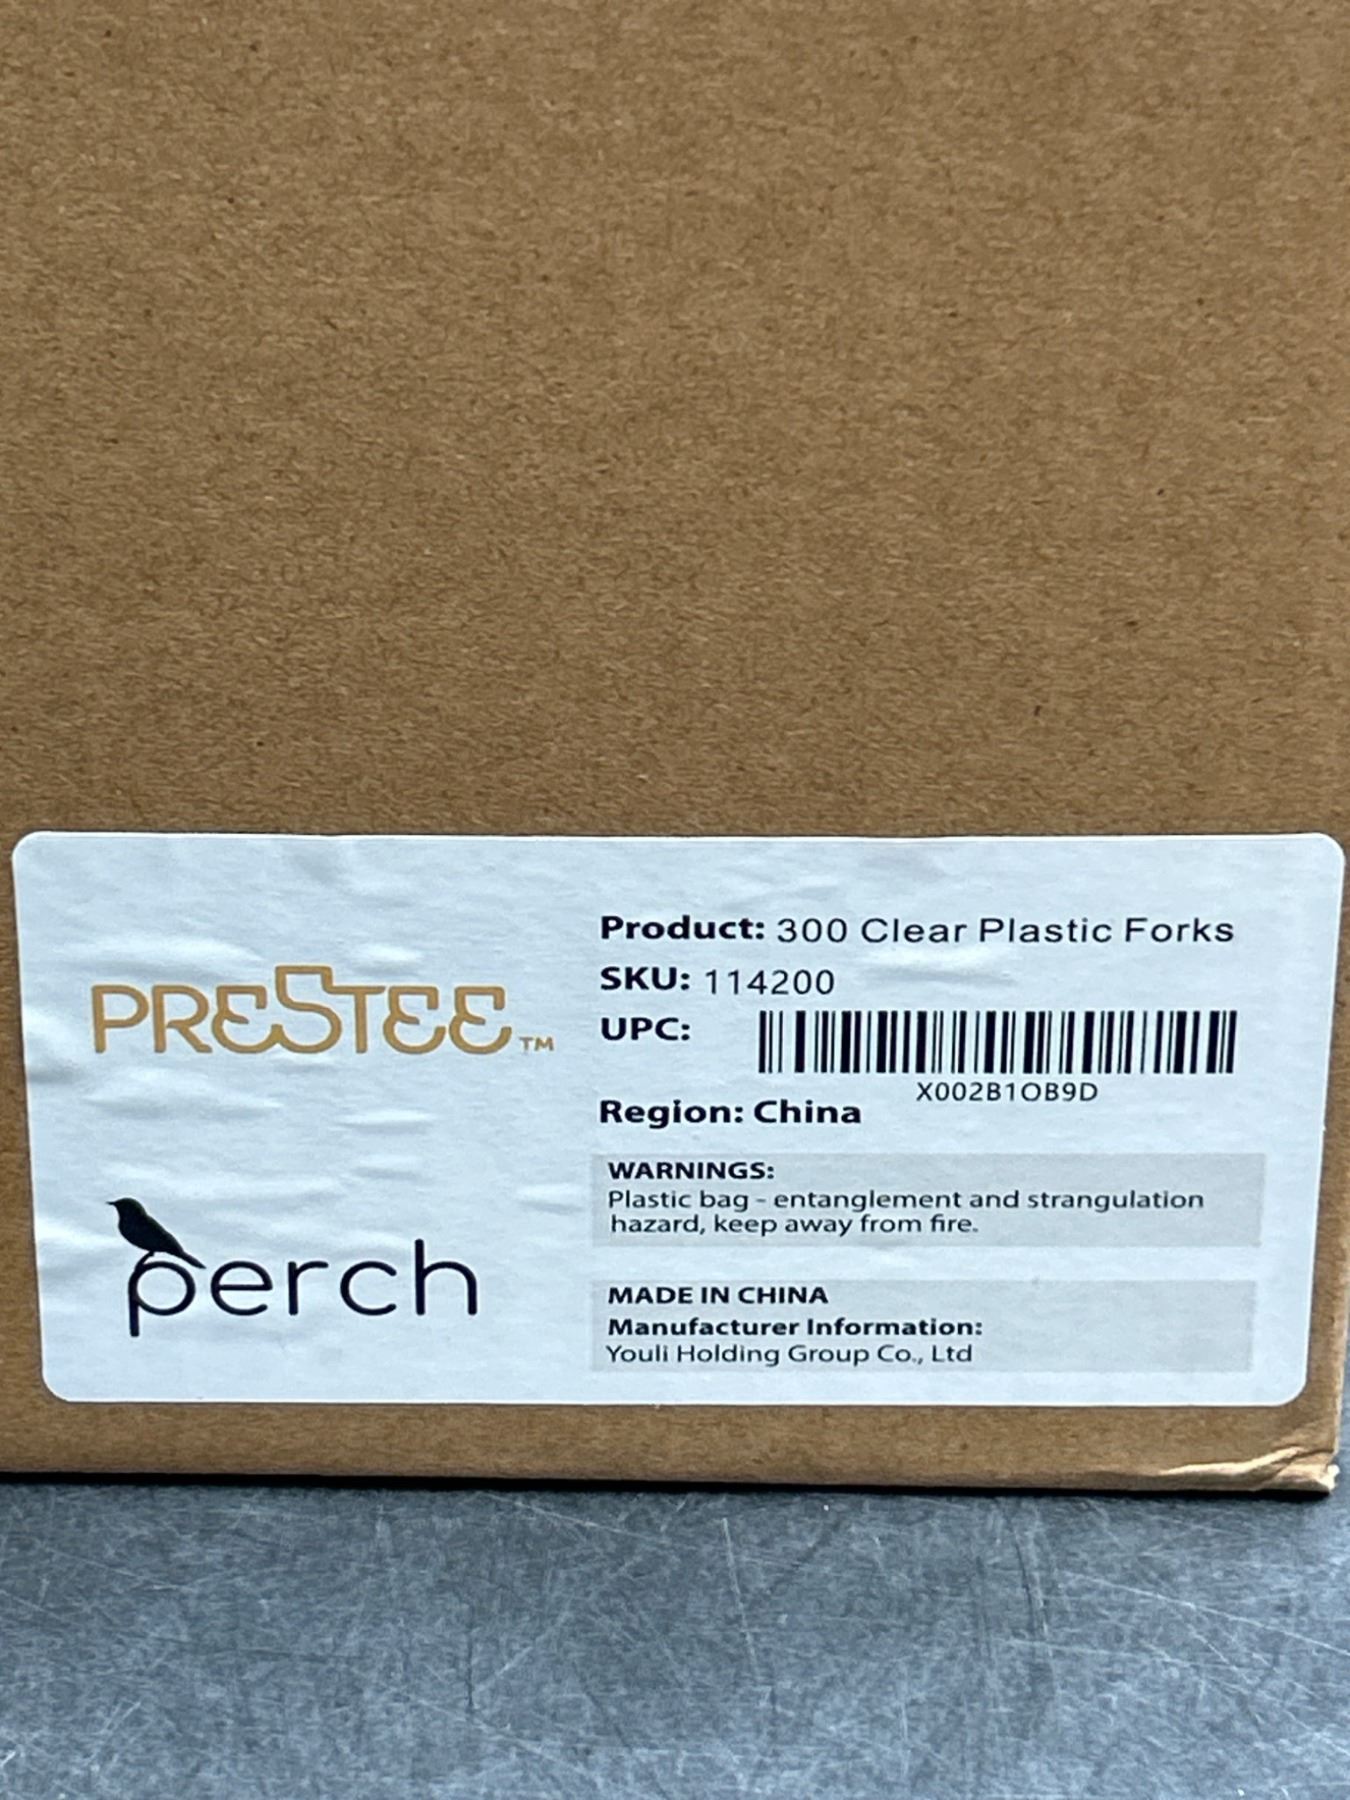 PRESTEE™
perch
Product: 300 Clear Plastic Forks
SKU: 114200
UPC:
X002B1OB9D
Region: China
WARNINGS:
Plastic bag - entanglement and strangulation
hazard, keep away from fire.
MADE IN CHINA
Manufacturer Information:
Youli Holding Group Co., Ltd